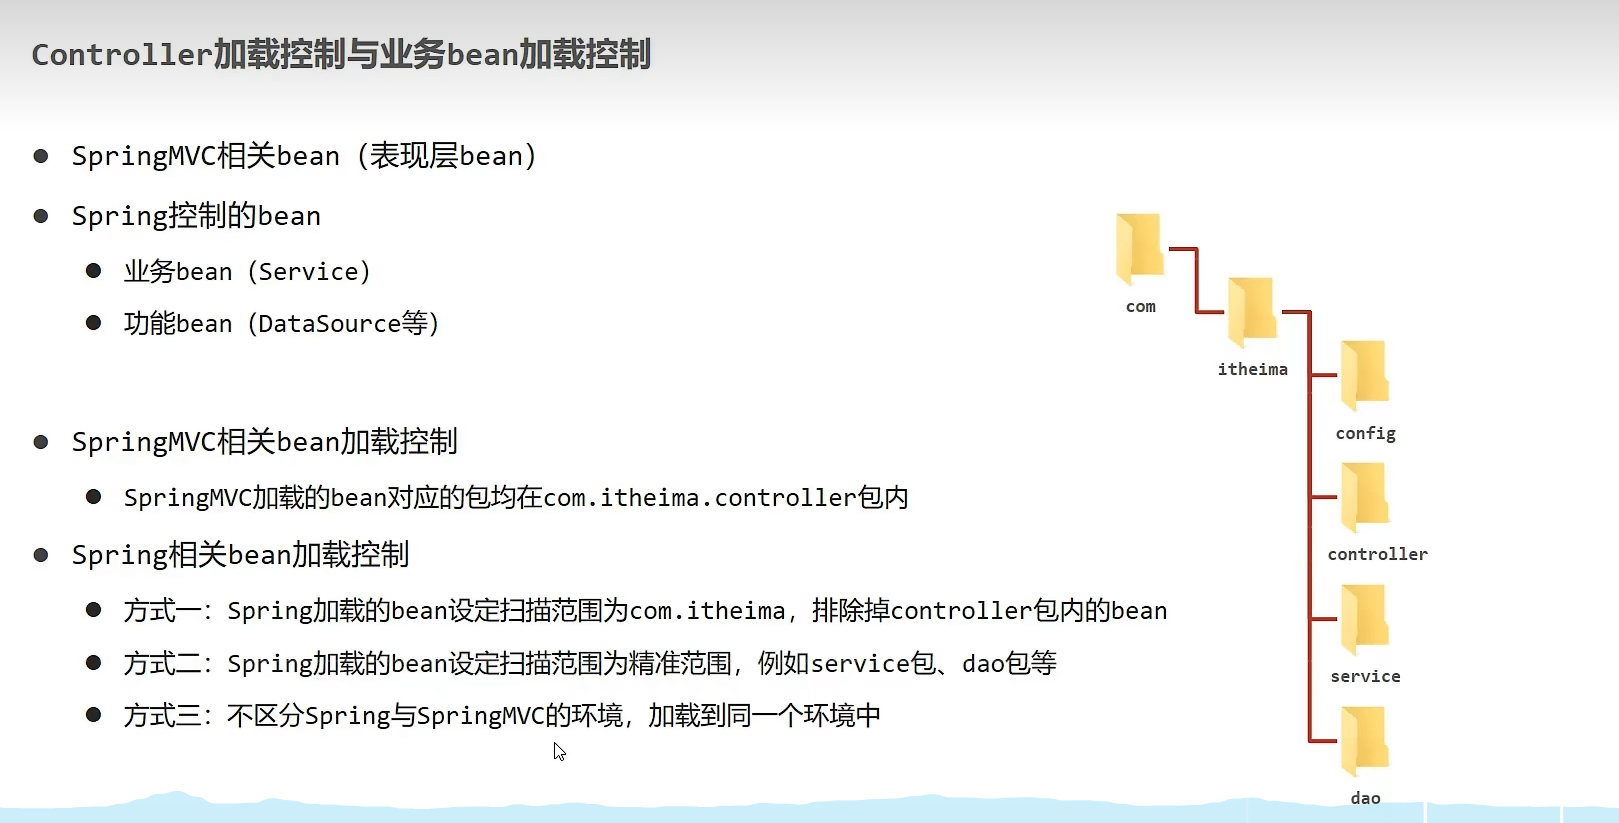 Controller加载控制与业务bean加载控制
SpringMVC相关bean（表现层bean）
Spring控制的bean
业务bean（Service）
功能bean（DataSource等）
SpringMVC相关bean加载控制
SpringMVC加载的bean对应的包均在com.itheima.controller包内
Spring相关bean加载控制
方式一：Spring加载的bean设定扫描范围为com.itheima，排除掉controller包内的bean
方式二：Spring加载的bean设定扫描范围为精准范围，例如service包、dao包等
方式三：不区分Spring与SpringMVC的环境，加载到同一个环境中
com
itheima
config
controller
service
dao